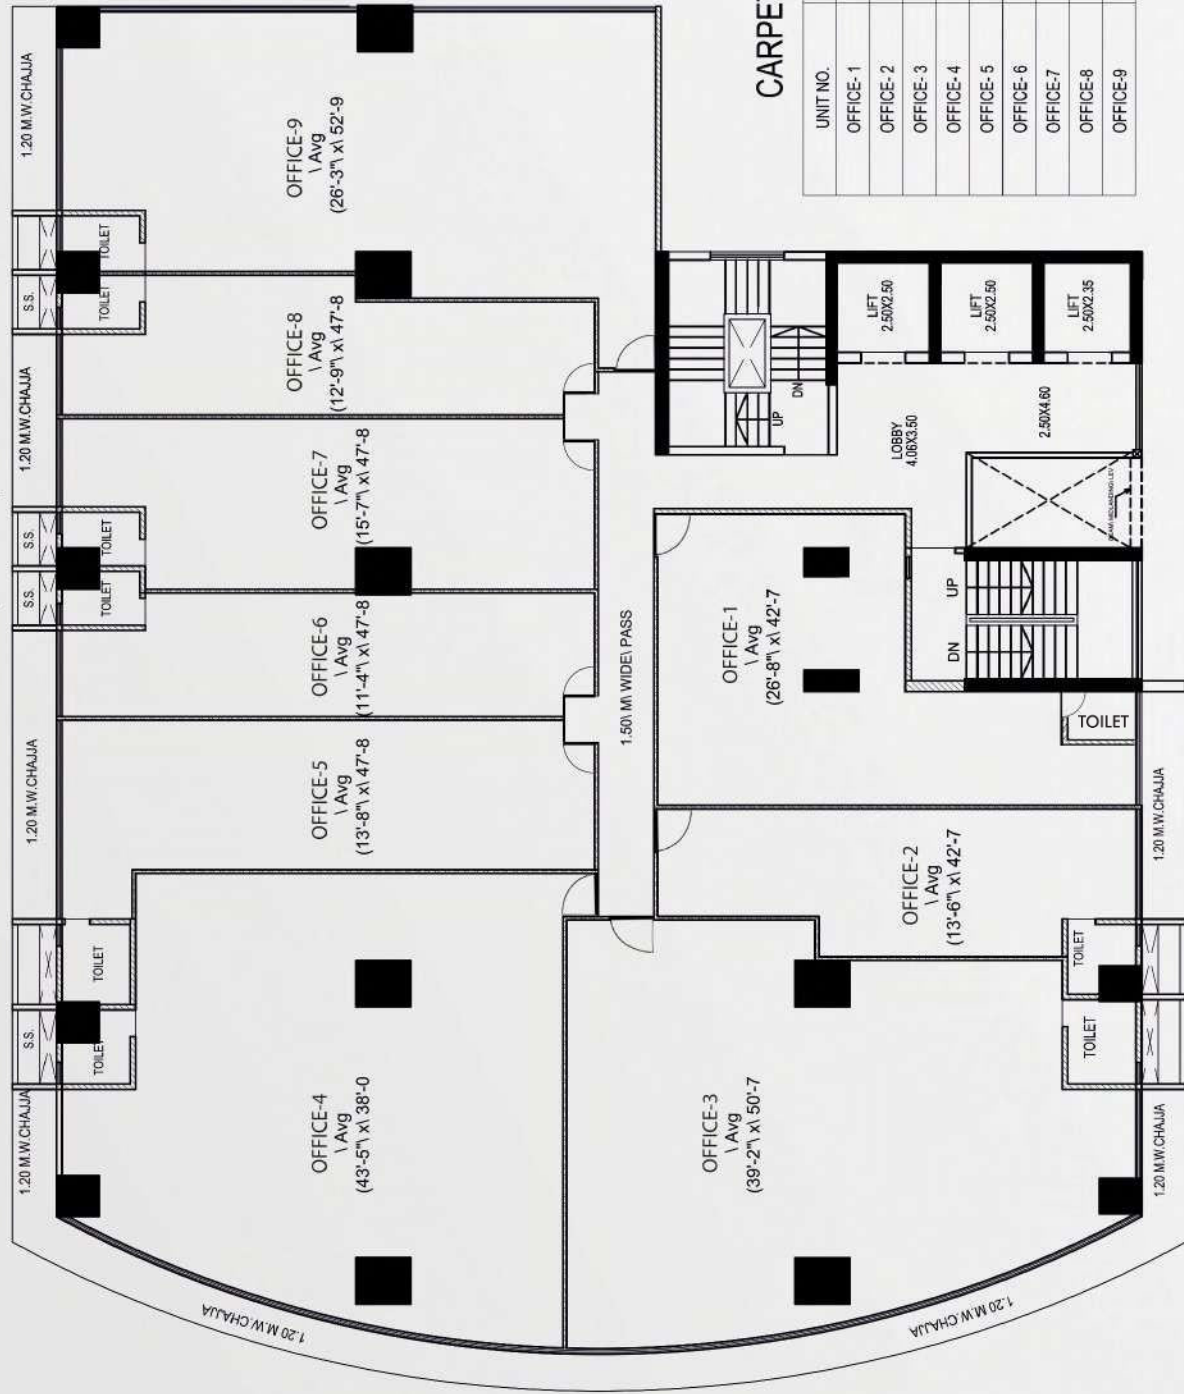 1.20 M.W.CHAJJA
1.20 M.W.CHAJJA
1.20 M.W.CHAJJA
1.20 M.W.CHAJJA
S.S.
S.S.
S.S.
S.S.
TOILET
TOILET
TOILET
TOILET
TOILET
TOILET
OFFICE-9
\ Avg
(26'-3"\ x\ 52'-9
OFFICE-8
\ Avg
(12'-9"\ x\ 47'-8
OFFICE-7
\ Avg
(15'-7"\ x\ 47'-8
OFFICE-6
\ Avg
(11'-4"\ x\ 47'-8
OFFICE-5
\ Avg
(13'-8"\ x\ 47'-8
OFFICE-4
\ Avg
(43'-5"\ x\ 38'-0
OFFICE-3
\ Avg
(39'-2"\ x\ 50'-7
OFFICE-2
\ Avg
(13'-6"\ x\ 42'-7
OFFICE-1
\ Avg
(26'-8"\ x\ 42'-7
1.50\ M\ WIDE\ PASS
UP
DN
LIFT
2.50X2.50
LIFT
2.50X2.50
LIFT
2.50X2.35
LOBBY
4.06X3.50
2.50X4.60
UP
DN
TOILET
TOILET
TOILET
1.20 M.W.CHAJJA
1.20 M.W.CHAJJA
1.20 M.W.CHAJJA
1.20 M.W.CHAJJA
CARPE
UNIT NO.
OFFICE- 1
OFFICE- 2
OFFICE- 3
OFFICE- 4
OFFICE- 5
OFFICE- 6
OFFICE-7
OFFICE-8
OFFICE-9